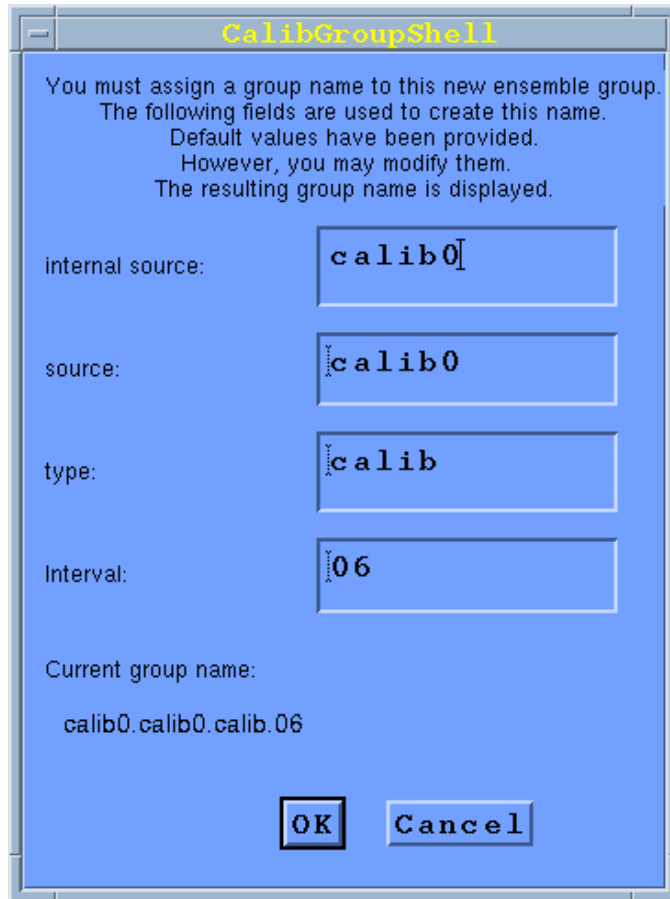 CalibGroupShell
You must assign a group name to this new ensemble group.
The following fields are used to create this name.
Default values have been provided.
However, you may modify them.
The resulting group name is displayed.
internal source: calib0
source: calib0
type: calib
Interval: 06
Current group name:
calib0.calib0.calib.06
OK Cancel